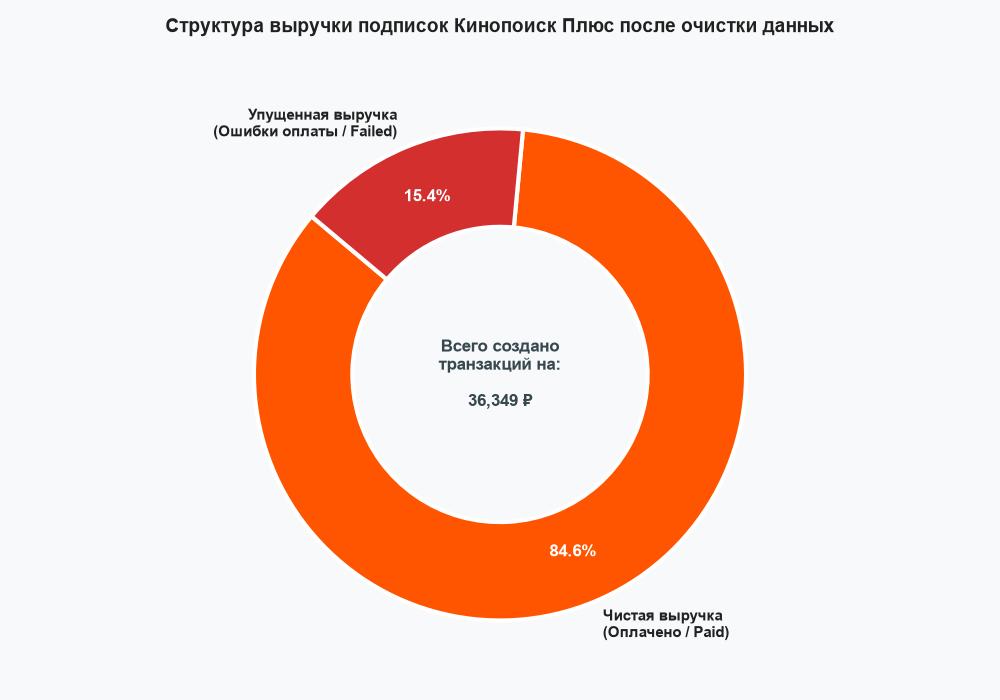 Структура выручки подписок Кинопоиск Плюс после очистки данных
Упущенная выручка
(Ошибки оплаты / Failed)
15.4%
Всего создано
транзакций на:
36,349 ₽
84.6%
Чистая выручка
(Оплачено / Paid)